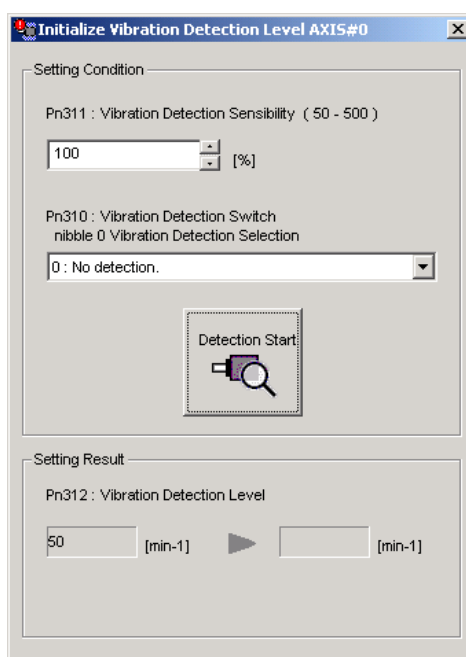 Initialize Vibration Detection Level AXIS#0
Setting Condition
Pn311 : Vibration Detection Sensibility ( 50 - 500 )
100
[%]
Pn310 : Vibration Detection Switch
nibble 0 Vibration Detection Selection
0 : No detection.
Detection Start
Setting Result
Pn312 : Vibration Detection Level
50 [min-1] [min-1]